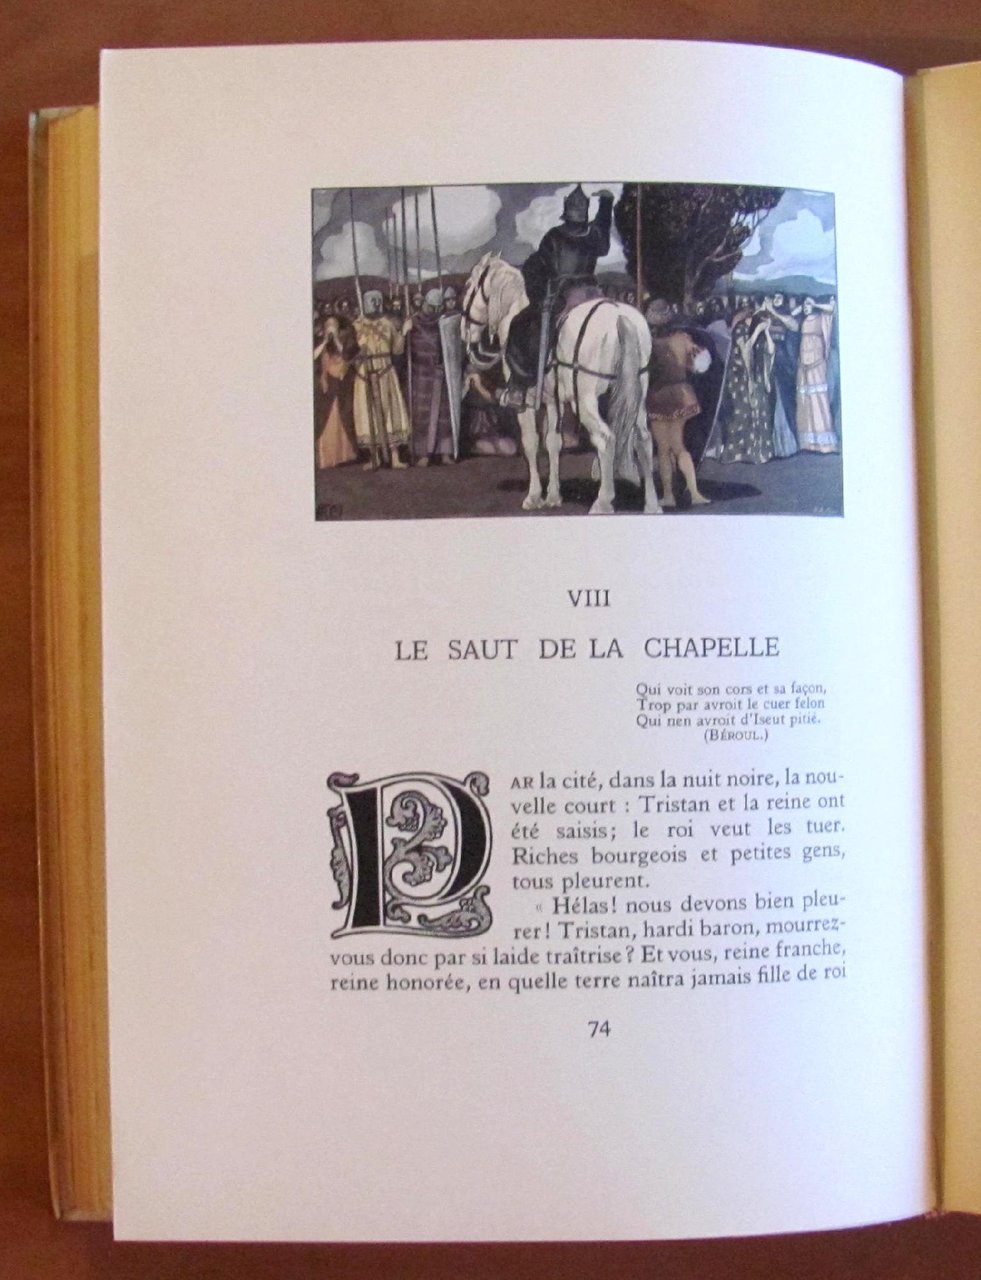 VIII
LE SAUT DE LA CHAPELLE
Qui voit son cors et sa façon,
Trop par avroit le cuer felon
Qui nen avroit d'Iseut pitié.
(BÉROUL.)
PAR la cité, dans la nuit noire, la nou-
velle court : Tristan et la reine ont
été saisis; le roi veut les tuer.
Riches bourgeois et petites gens,
tous pleurent.
« Hélas! nous devons bien pleu-
rer! Tristan, hardi baron, mourrez-
vous donc par si laide traîtrise? Et vous, reine franche,
reine honorée, en quelle terre naîtra jamais fille de roi
74